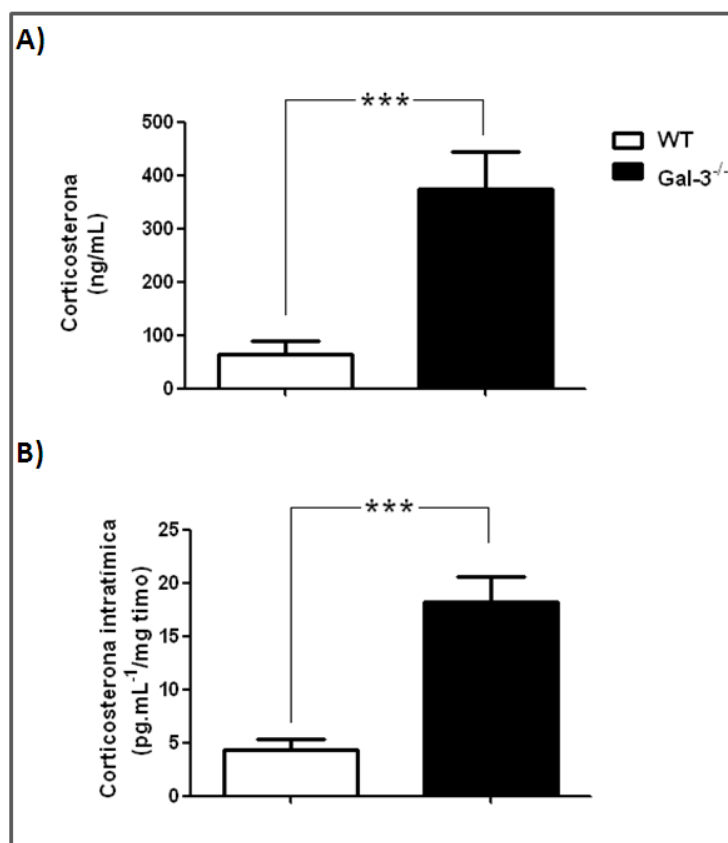 A)
***
500
400
300
200
100
0
Corticosterona
(ng/mL)
WT
Gal-3-/-
B)
***
25
20
15
10
5
0
Corticosterona intratímica
(pg.mL-1/mg timo)